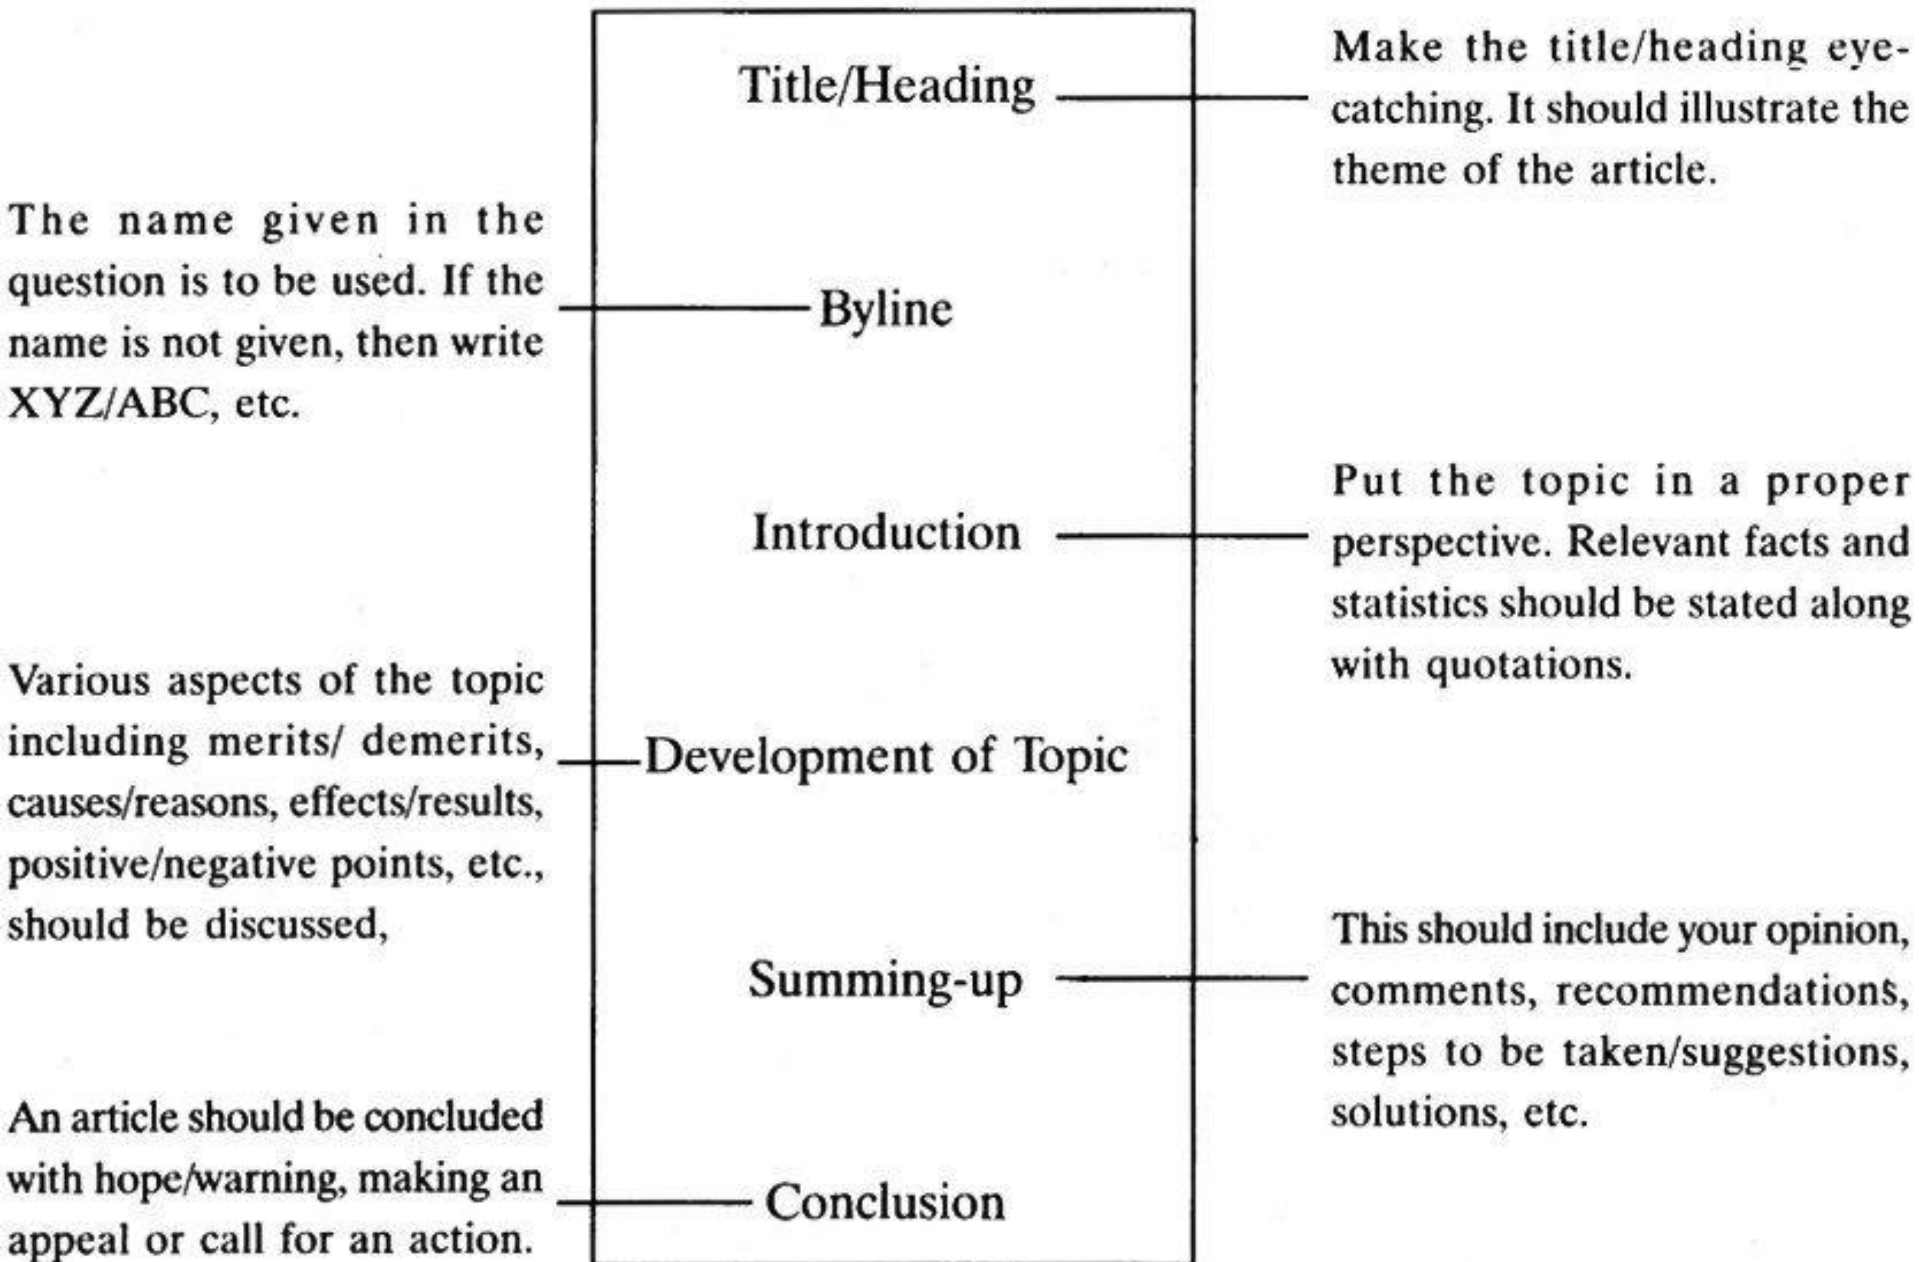 Title/Heading
Make the title/heading eye-
catching. It should illustrate the
theme of the article.
The name given in the
question is to be used. If the
name is not given, then write
XYZ/ABC, etc.
Byline
Introduction
Put the topic in a proper
perspective. Relevant facts and
statistics should be stated along
with quotations.
Various aspects of the topic
including merits/ demerits,
causes/reasons, effects/results,
positive/negative points, etc.,
should be discussed,
Development of Topic
Summing-up
This should include your opinion,
comments, recommendations,
steps to be taken/suggestions,
solutions, etc.
An article should be concluded
with hope/warning, making an
appeal or call for an action.
Conclusion